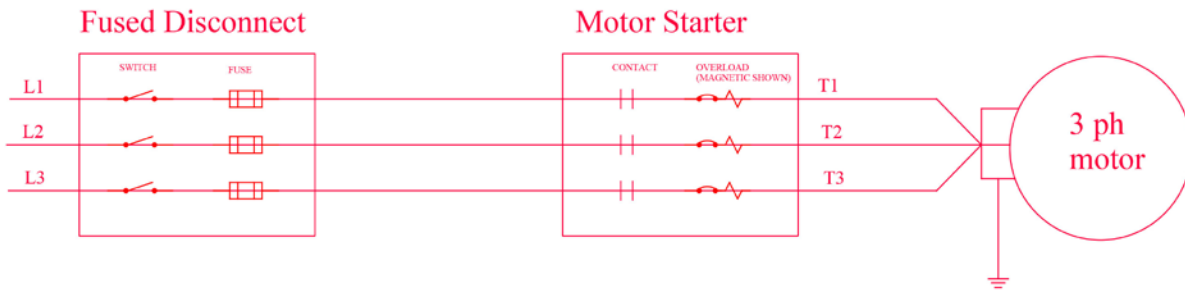 Fused Disconnect
Motor Starter
SWITCH
FUSE
CONTACT
OVERLOAD
(MAGNETIC SHOWN)
L1
T1
L2
T2
L3
T3
3 ph
motor